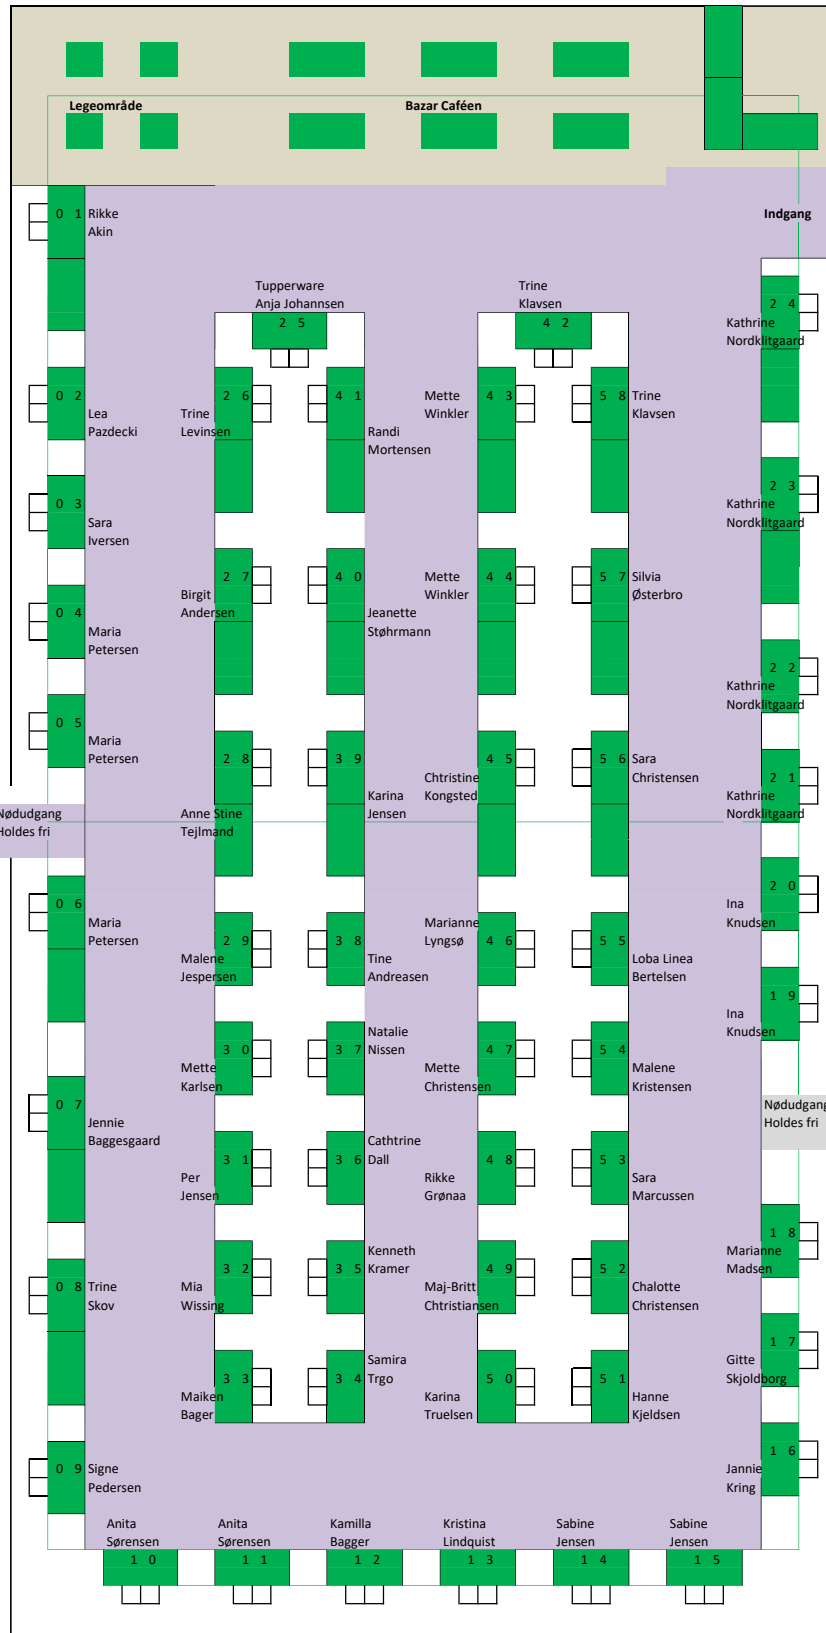 Legeområde
Bazar Caféen
0 1
Rikke
Akin
Indgang
Tupperware
Anja Johannsen
2 5
Trine
Klavsen
4 2
2 4
Kathrine
Nordklitgaard
0 2
Lea
Pazdecki
2 6
Trine
Levinsen
4 1
Randi
Mortensen
4 3
Mette
Winkler
5 8
Trine
Klavsen
2 3
Kathrine
Nordklitgaard
0 3
Sara
Iversen
2 7
Birgit
Andersen
4 0
Jeanette
Støhrmann
4 4
Mette
Winkler
5 7
Silvia
Østerbro
0 4
Maria
Petersen
2 2
Kathrine
Nordklitgaard
0 5
Maria
Petersen
2 8
Anne Stine
Tejlmand
3 9
Karina
Jensen
4 5
Chtristine
Kongsted
5 6
Sara
Christensen
2 1
Kathrine
Nordklitgaard
Nødudgang
Holdes fri
0 6
Maria
Petersen
2 9
Malene
Jespersen
3 8
Tine
Andreasen
4 6
Marianne
Lyngsø
5 5
Loba Linea
Bertelsen
2 0
Ina
Knudsen
1 9
Ina
Knudsen
3 0
Mette
Karlsen
3 7
Natalie
Nissen
4 7
Mette
Christensen
5 4
Malene
Kristensen
Nødudgang
Holdes fri
0 7
Jennie
Baggesgaard
3 1
Per
Jensen
3 6
Cathtrine
Dall
4 8
Rikke
Grønaa
5 3
Sara
Marcussen
1 8
Marianne
Madsen
0 8
Trine
Skov
3 2
Mia
Wissing
3 5
Kenneth
Kramer
4 9
Maj-Britt
Chtristiansen
5 2
Chalotte
Christensen
1 7
Gitte
Skjoldborg
3 3
Maiken
Bager
3 4
Samira
Trgo
5 0
Karina
Truelsen
5 1
Hanne
Kjeldsen
0 9
Signe
Pedersen
1 6
Jannie
Kring
Anita
Sørensen
1 0
Anita
Sørensen
1 1
Kamilla
Bagger
1 2
Kristina
Lindquist
1 3
Sabine
Jensen
1 4
Sabine
Jensen
1 5